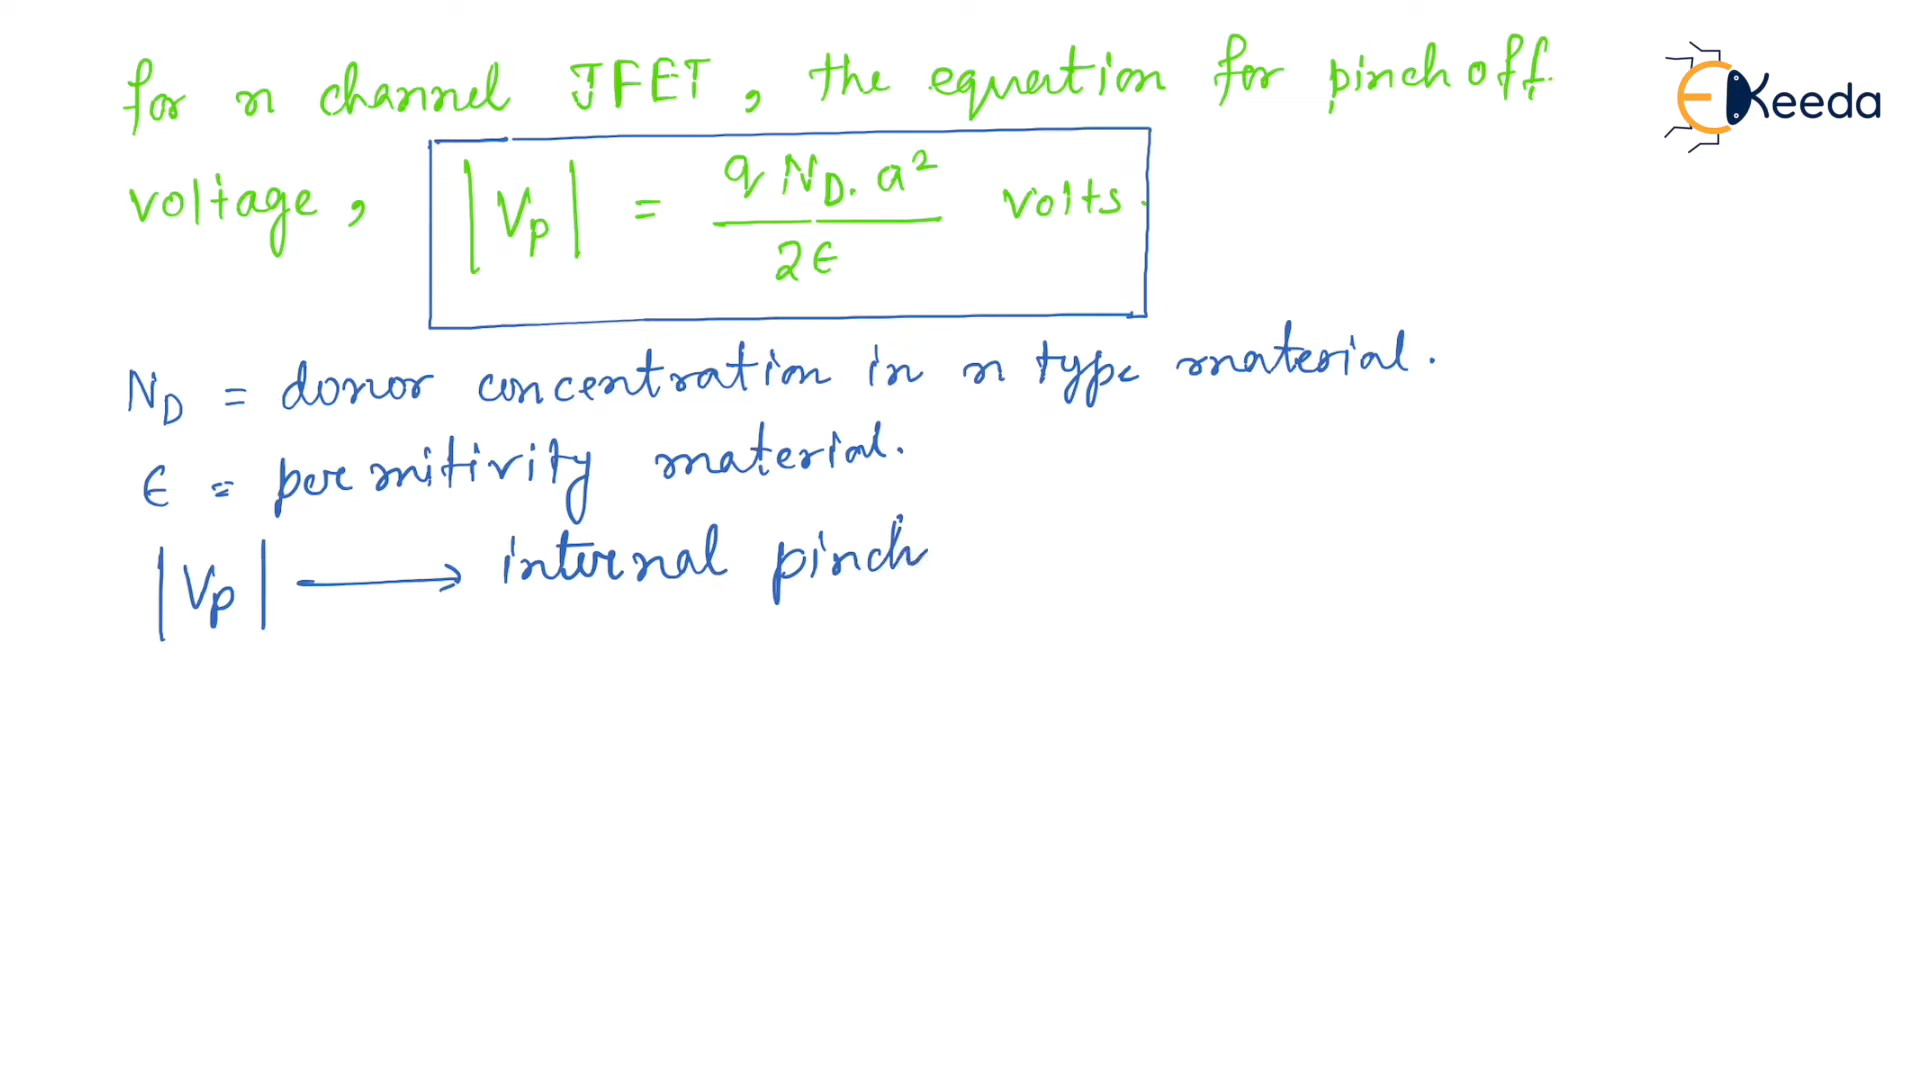 for n channel JFET, the equation for pinch off
EKeeda
voltage, |Vp| = q ND. a² / 2ϵ volts.
ND = donor concentration in n type material.
ϵ = permitivity material.
|Vp| → internal pinch